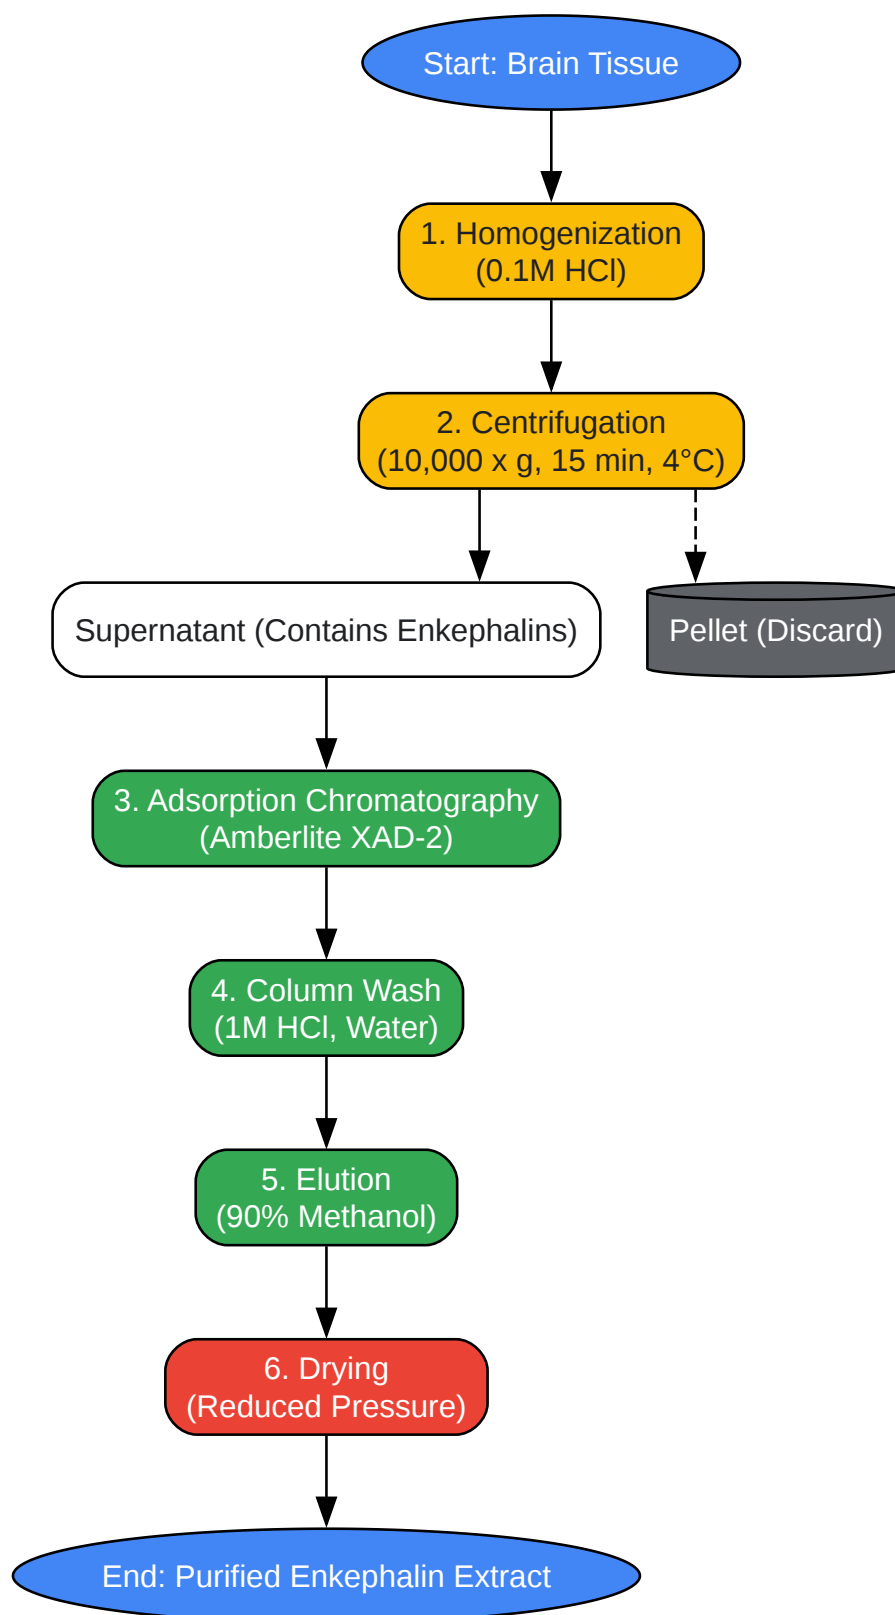 Start: Brain Tissue
1. Homogenization
(0.1M HCl)
2. Centrifugation
(10,000 x g, 15 min, 4°C)
Supernatant (Contains Enkephalins)
Pellet (Discard)
3. Adsorption Chromatography
(Amberlite XAD-2)
4. Column Wash
(1M HCl, Water)
5. Elution
(90% Methanol)
6. Drying
(Reduced Pressure)
End: Purified Enkephalin Extract